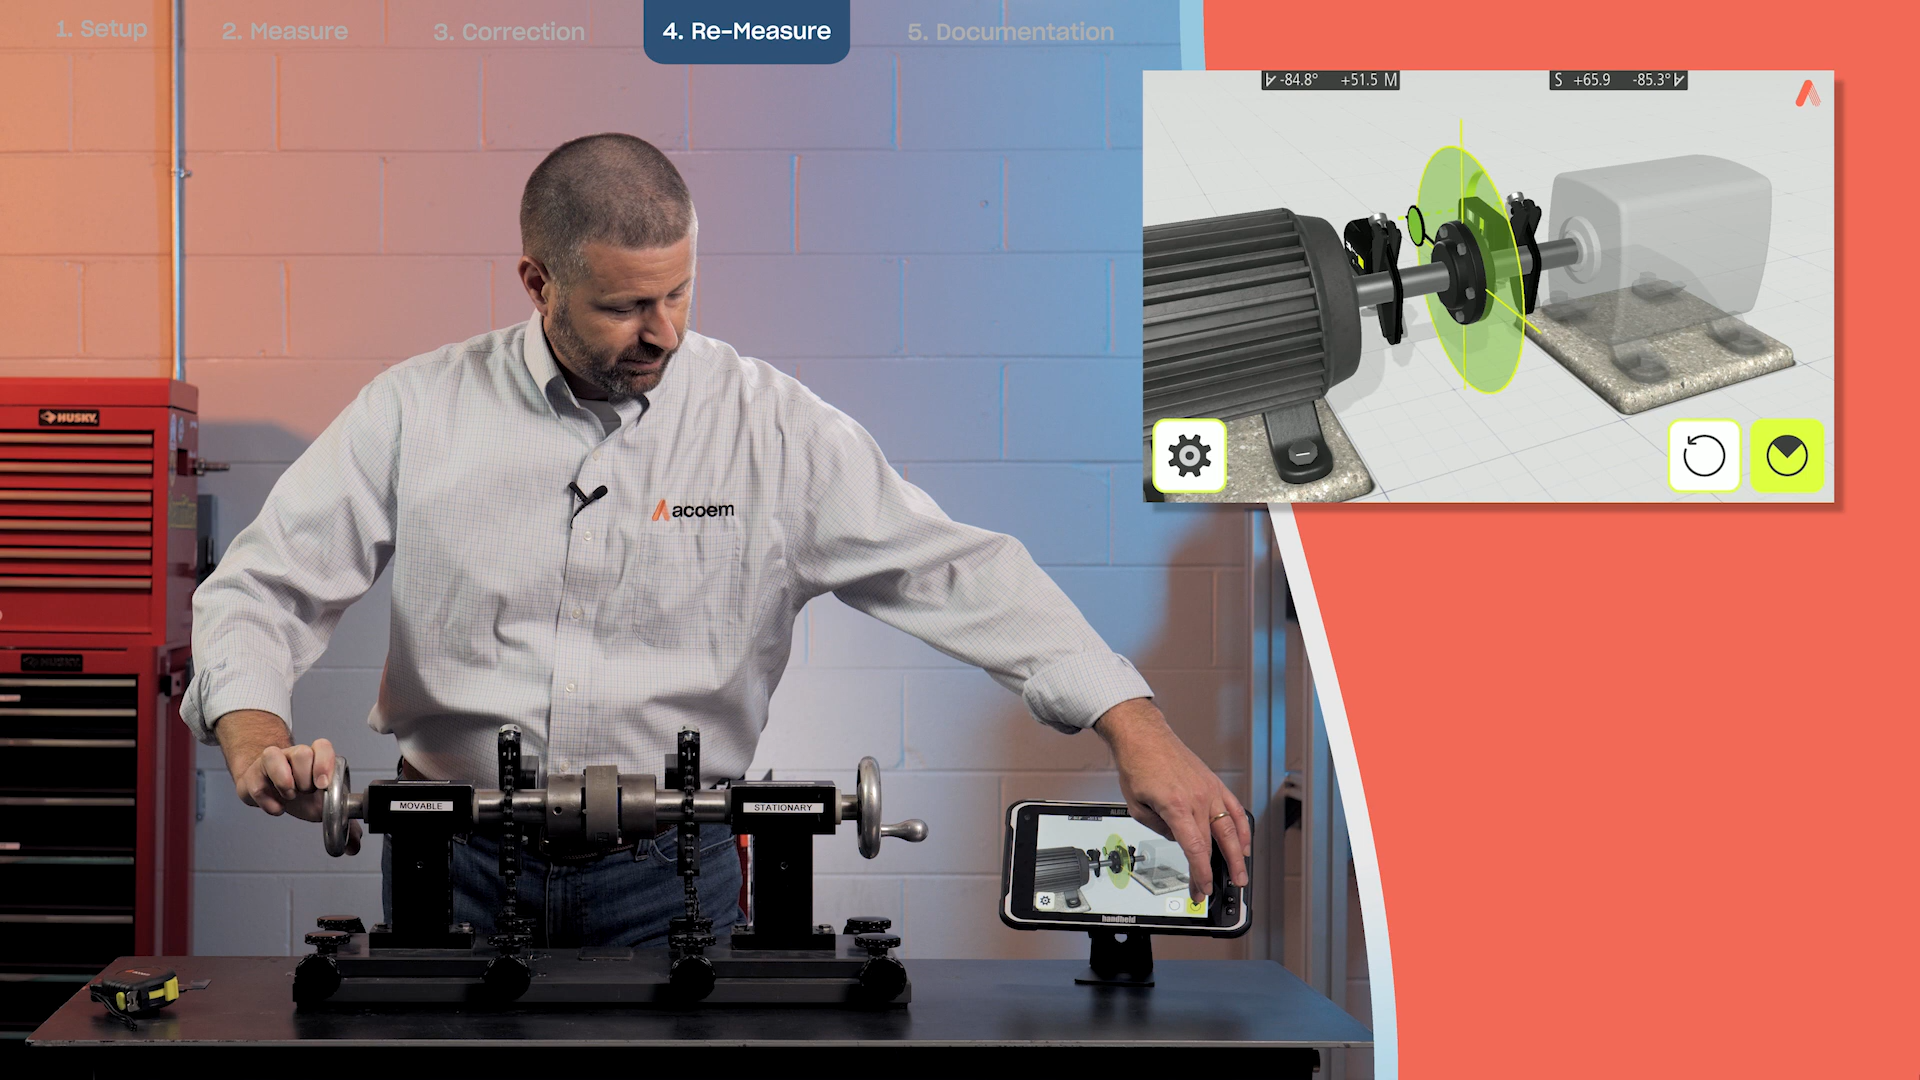 1. Setup
2. Measure
3. Correction
4. Re-Measure
5. Documentation
-84.8° +51.5 M
S +65.9 -85.3°
HUSKY
HUSKY
acoem
MOVABLE
STATIONARY
handheld